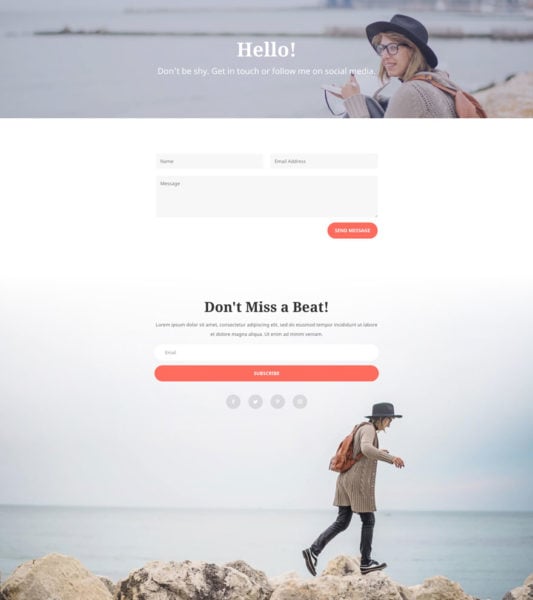 Hello!
Don't be shy. Get in touch or follow me on social media.
Name
Email Address
Message
SEND MESSAGE
Don't Miss a Beat!
Lorem ipsum dolor sit amet, consectetur adipiscing elit, sed do eiusmod tempor incididunt ut labore
et dolore magna aliqua. Ut enim ad minim veniam.
Email
SUBSCRIBE